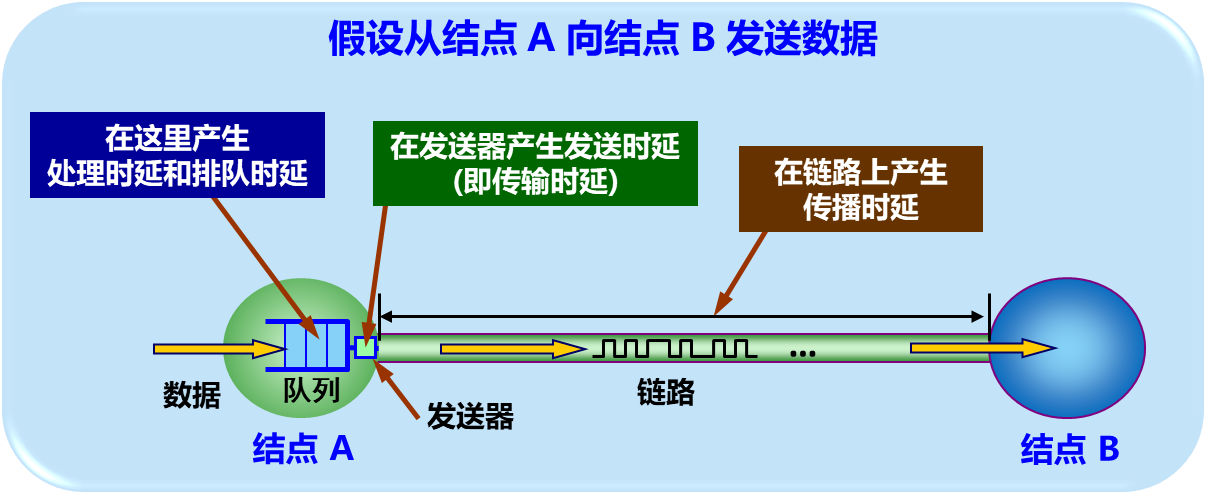 假设从结点 A 向结点 B 发送数据
在这里产生
处理时延和排队时延
在发送器产生发送时延
(即传输时延)
在链路上产生
传播时延
数据
队列
发送器
链路
...
结点 A
结点 B